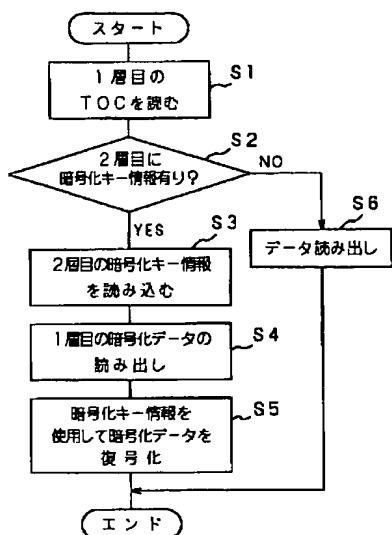 スタート
S1
1層目の
TOCを読む
S2
2層目に
暗号化キー情報有り?
NO
YES
S3
S6
2層目の暗号化キー情報
を読み込む
データ読み出し
S4
1層目の暗号化データの
読み出し
S5
暗号化キー情報を
使用して暗号化データを
復号化
エンド